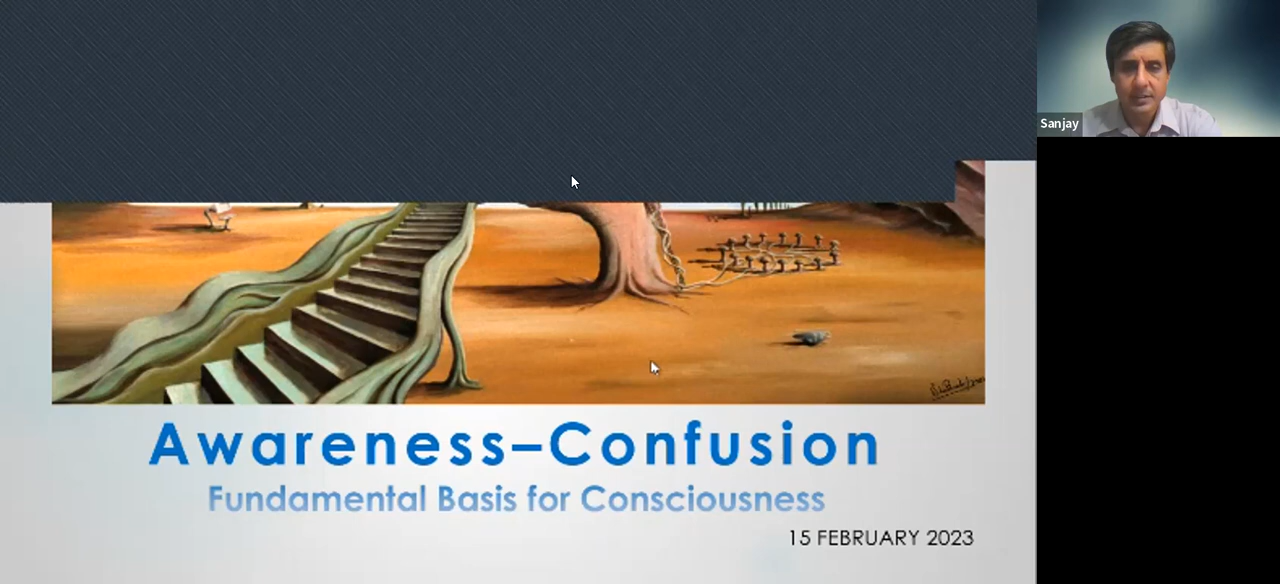 Sanjay
Awareness–Confusion
Fundamental Basis for Consciousness
15 FEBRUARY 2023